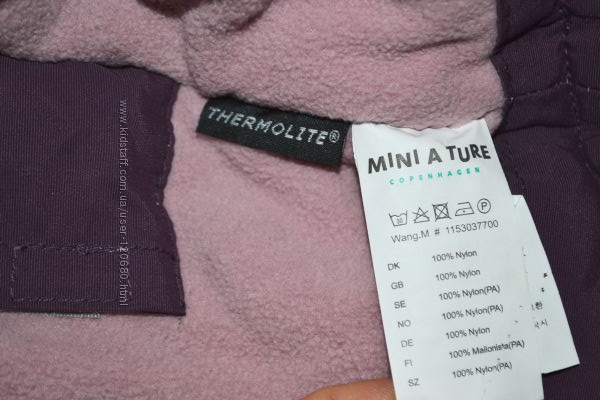 THERMOLITE®
MINI A TURE
COPENHAGEN
Wang.M # 1153037700
DK 100% Nylon
GB 100% Nylon
SE 100% Nylon(PA)
NO 100% Nylon(PA)
DE 100% Nylon
FI 100% Mailonista(PA)
SZ 100% Nylon(PA)
www.kidstaff.com.ua/user-120680.html